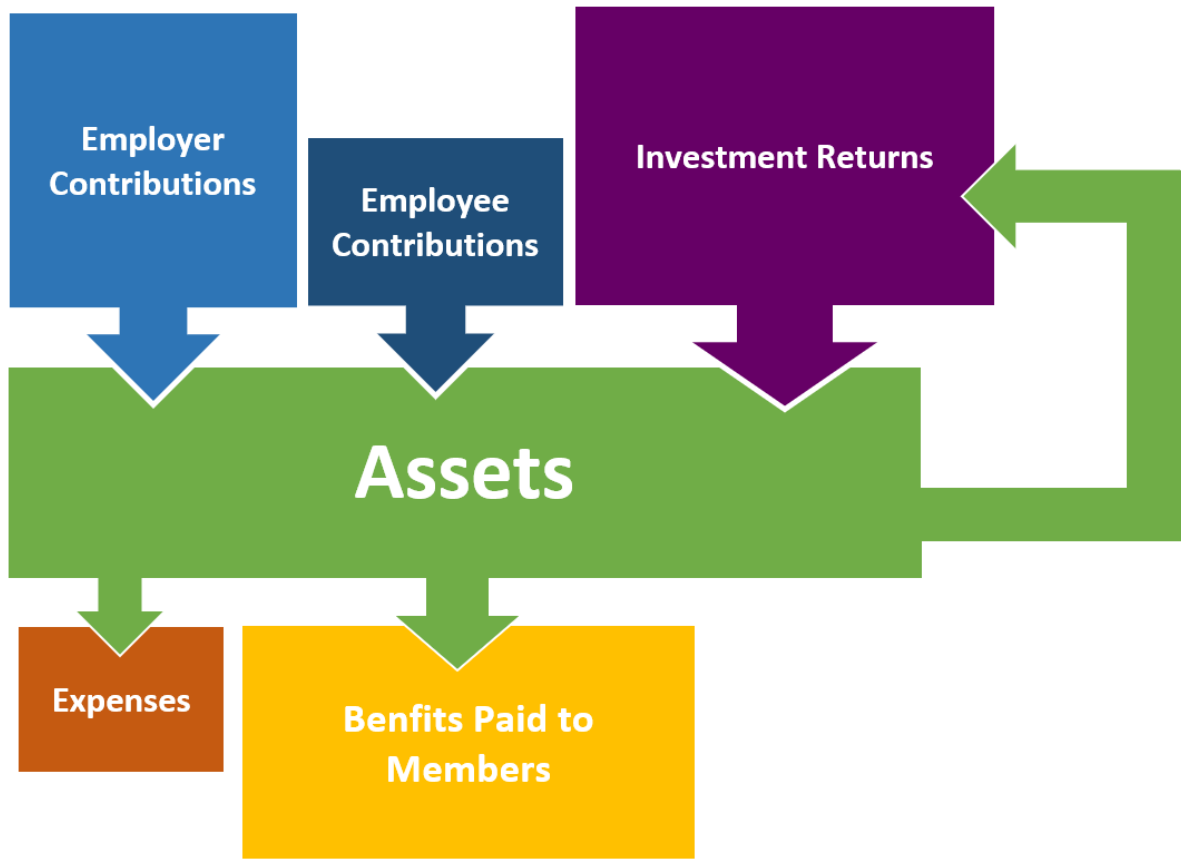 Employer
Contributions
Employee
Contributions
Investment Returns
Assets
Expenses
Benfits Paid to
Members